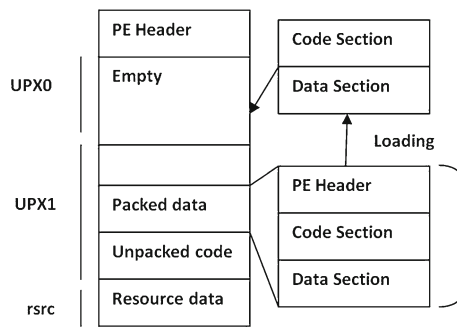 PE Header
UPX0
Empty
UPX1
Packed data
Unpacked code
rsrc
Resource data
Code Section
Data Section
Loading
PE Header
Code Section
Data Section